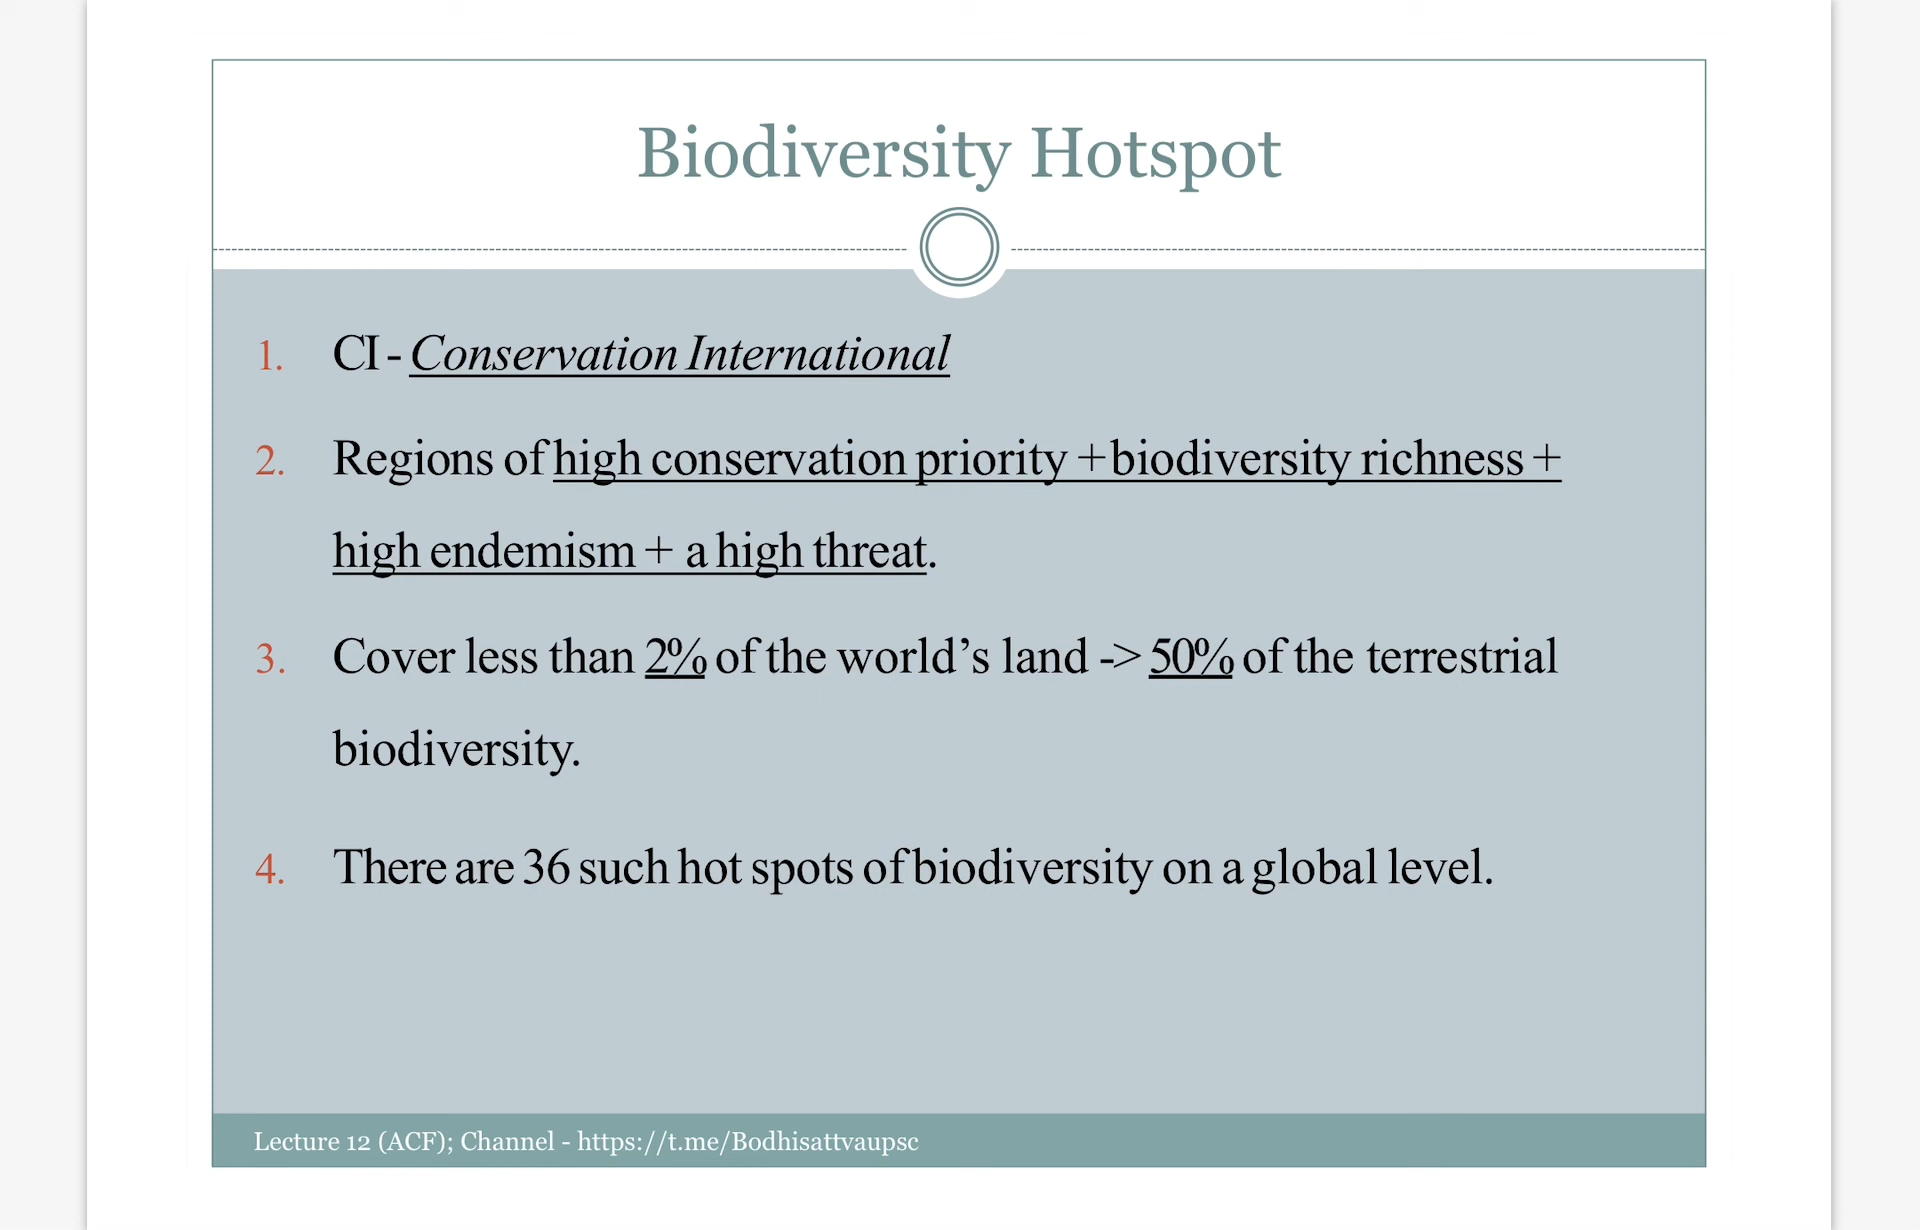 Biodiversity Hotspot
1. CI - Conservation International
2. Regions of high conservation priority + biodiversity richness +
high endemism + a high threat.
3. Cover less than 2% of the world’s land -> 50% of the terrestrial
biodiversity.
4. There are 36 such hot spots of biodiversity on a global level.
Lecture 12 (ACF); Channel - https://t.me/Bodhisattvaupsc